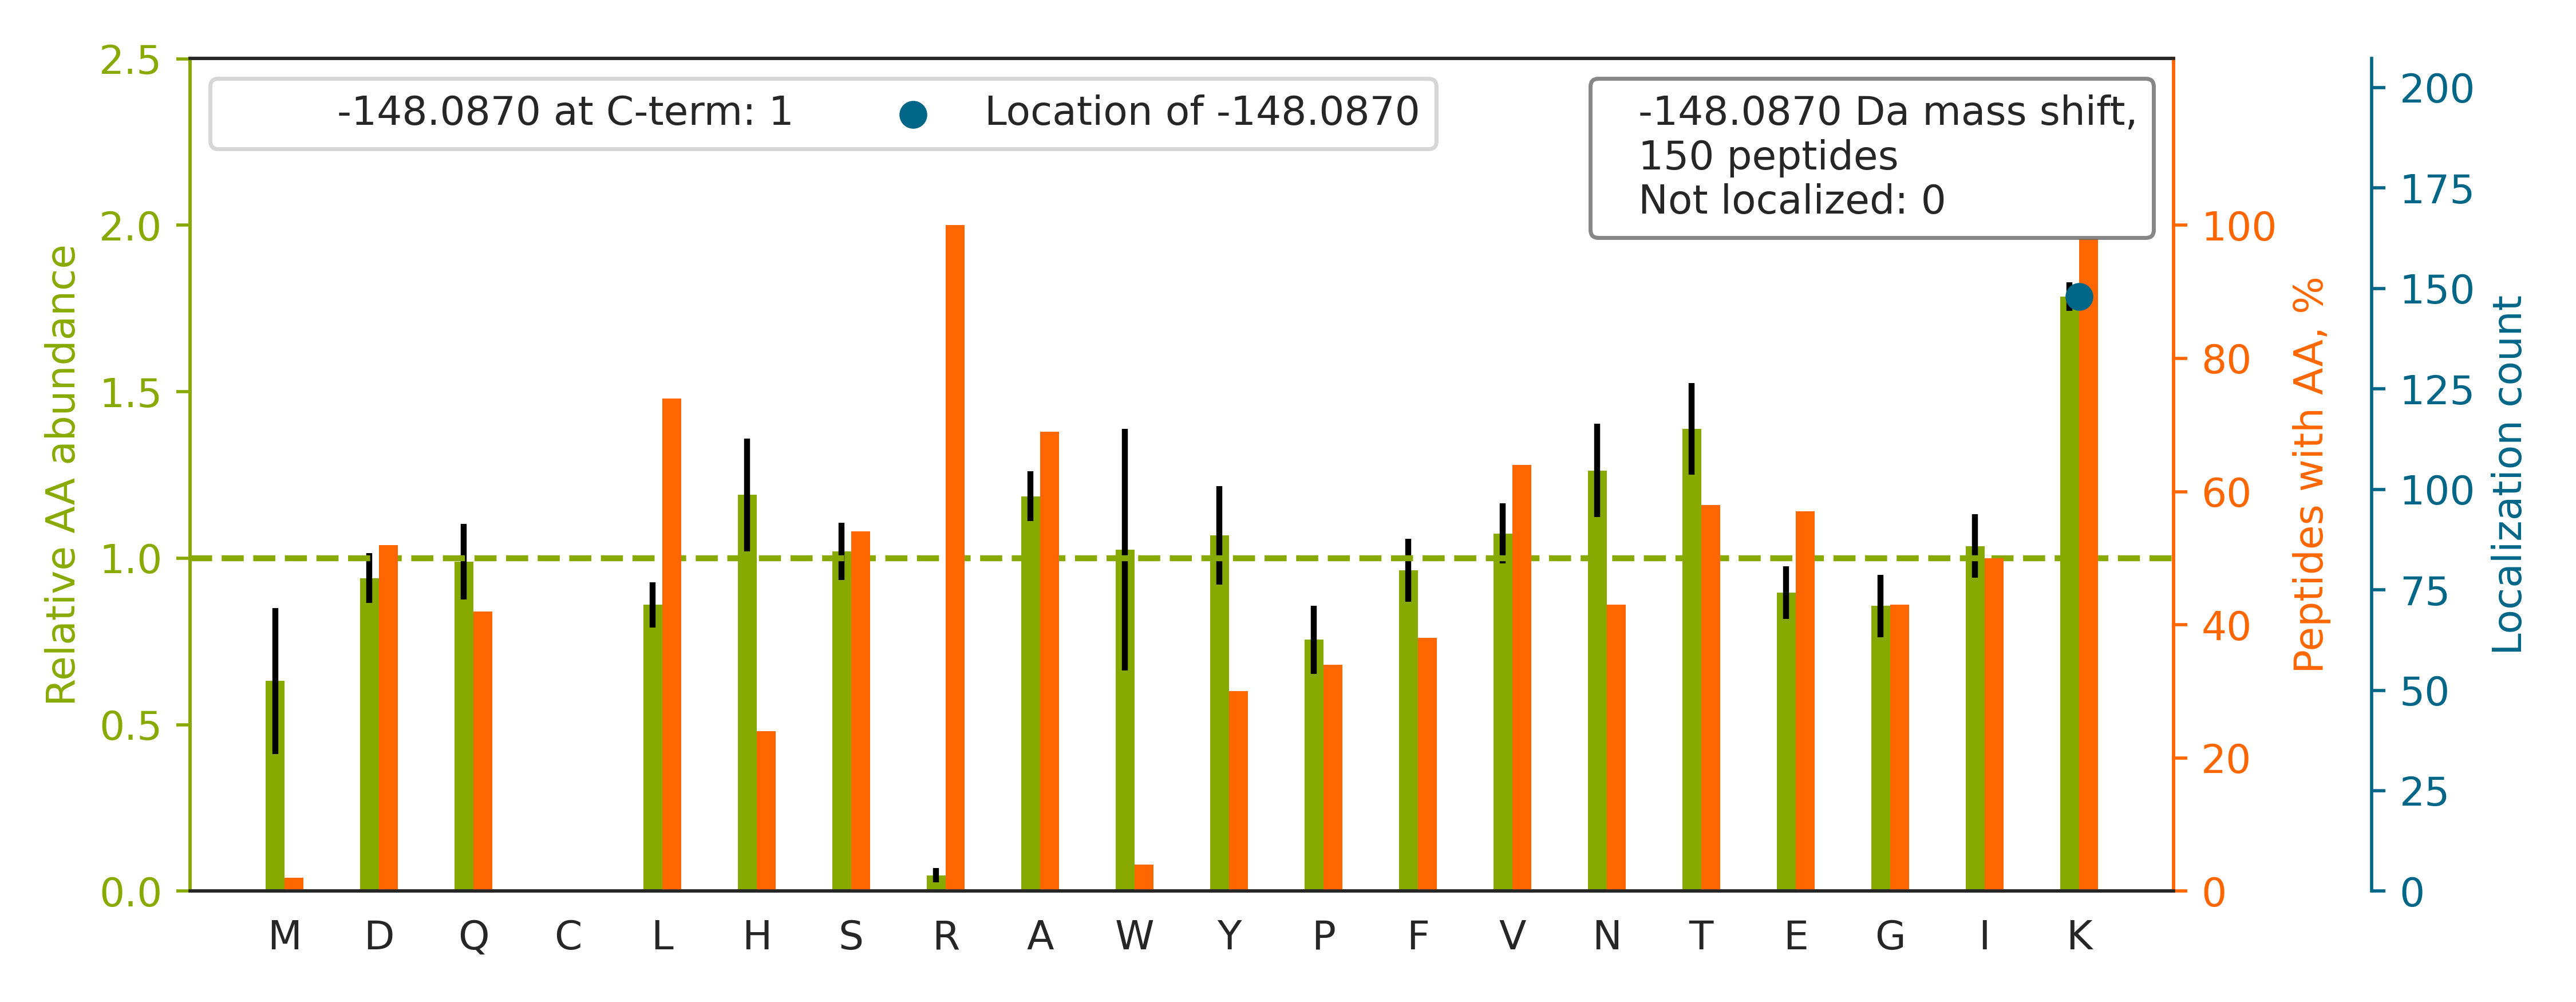 -148.0870 at C-term: 1
Location of -148.0870
-148.0870 Da mass shift,
150 peptides
Not localized: 0
Relative AA abundance
2.5
2.0
1.5
1.0
0.5
0.0
M D Q C L H S R A W Y P F V N T E G I K
100
80
60
40
20
0
Peptides with AA, %
200
175
150
125
100
75
50
25
0
Localization count